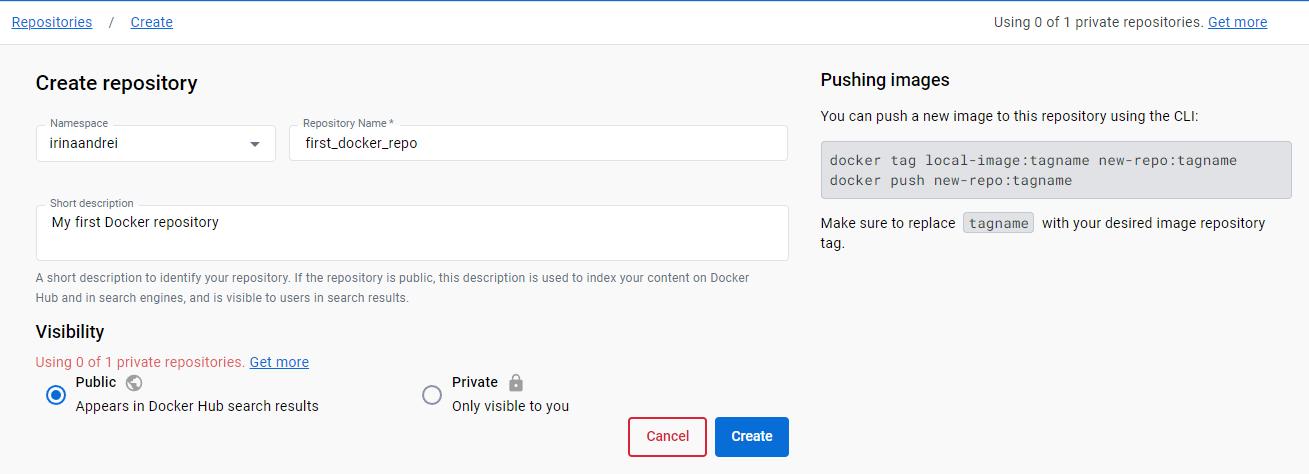 Repositories / Create
Using 0 of 1 private repositories. Get more
Create repository
Namespace
irinaandrei
Repository Name *
first_docker_repo
Short description
My first Docker repository
A short description to identify your repository. If the repository is public, this description is used to index your content on Docker
Hub and in search engines, and is visible to users in search results.
Visibility
Using 0 of 1 private repositories. Get more
Public
Appears in Docker Hub search results
Private
Only visible to you
Cancel
Create
Pushing images
You can push a new image to this repository using the CLI:
docker tag local-image:tagname new-repo:tagname
docker push new-repo:tagname
Make sure to replace tagname with your desired image repository
tag.